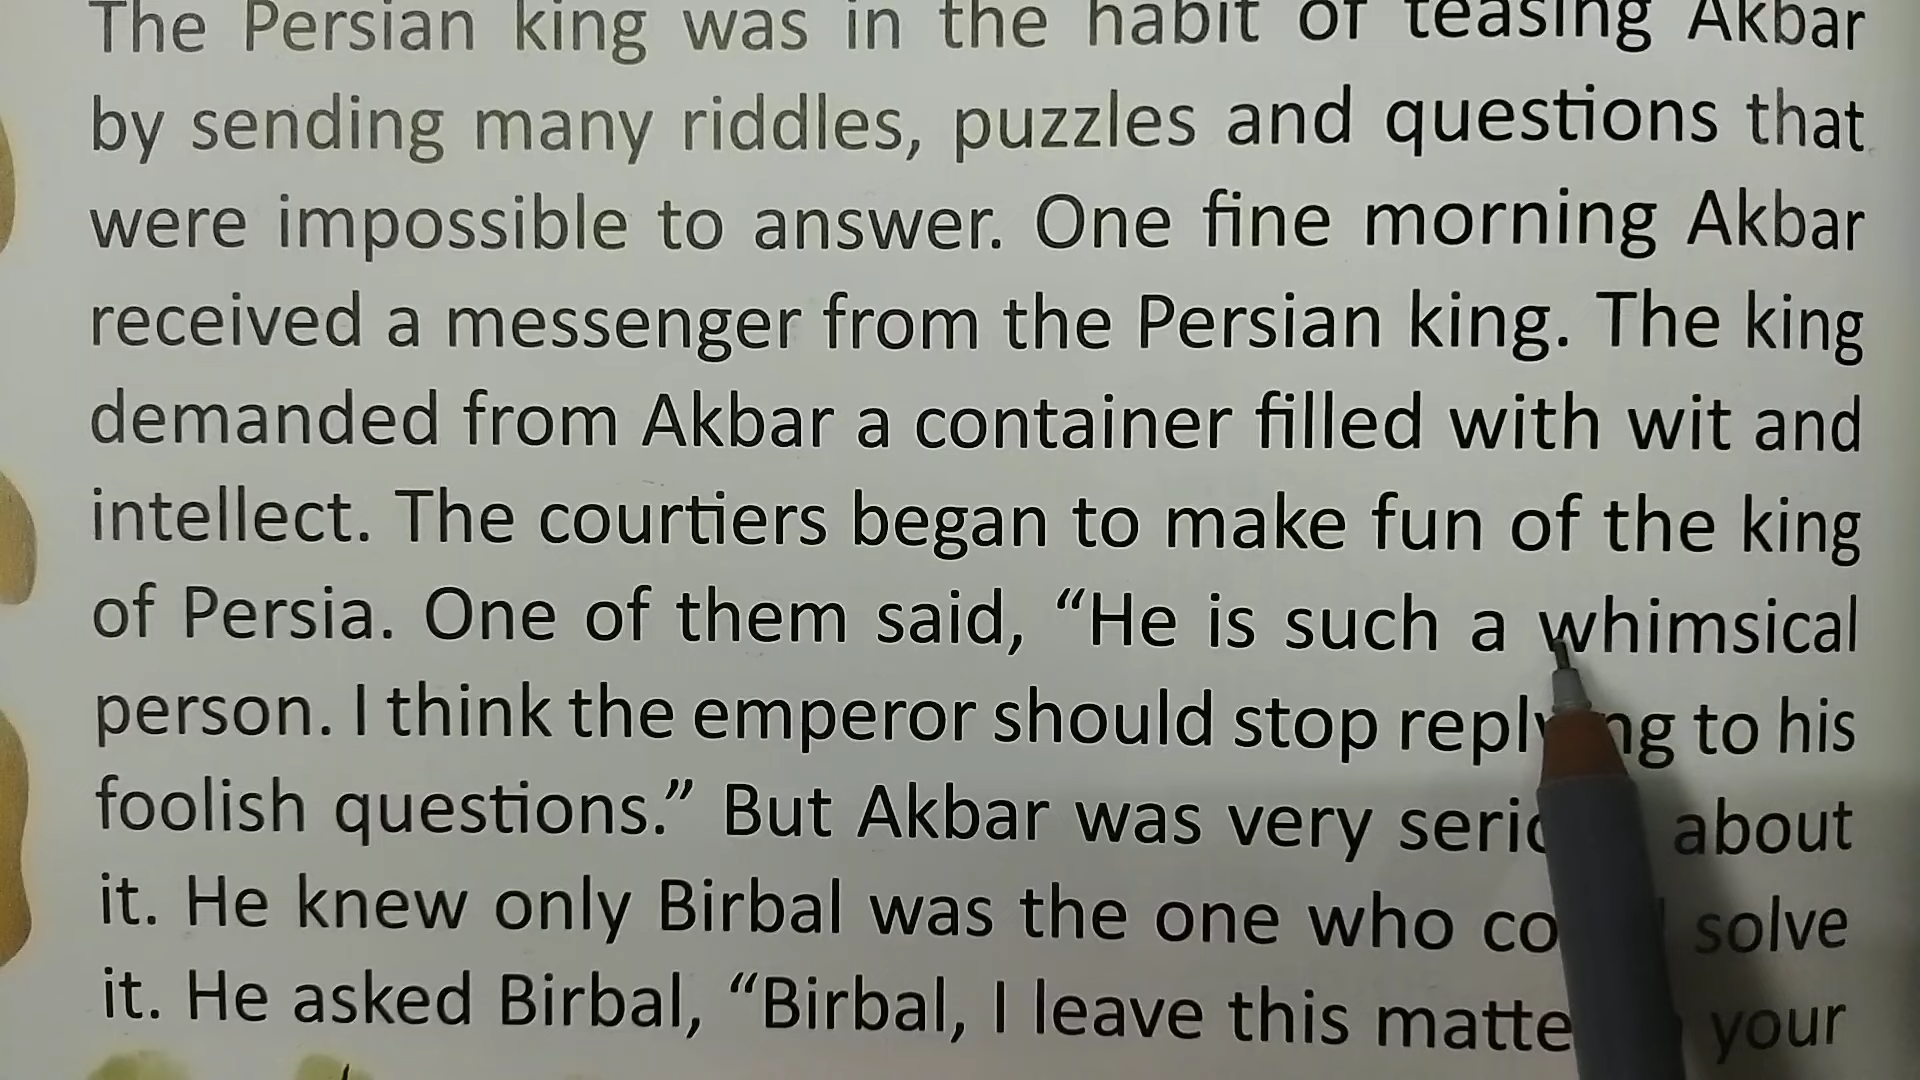 The Persian king was in the habit of teasing Akbar
by sending many riddles, puzzles and questions that
were impossible to answer. One fine morning Akbar
received a messenger from the Persian king. The king
demanded from Akbar a container filled with wit and
intellect. The courtiers began to make fun of the king
of Persia. One of them said, “He is such a whimsical
person. I think the emperor should stop replying to his
foolish questions.” But Akbar was very about
it. He knew only Birbal was the one who solve
it. He asked Birbal, “Birbal, I leave this your